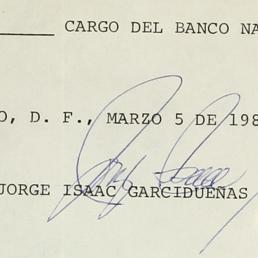 CARGO DEL BANCO NA
O, D. F., MARZO 5 DE 198
JORGE ISAAC GARCIDUEÑAS